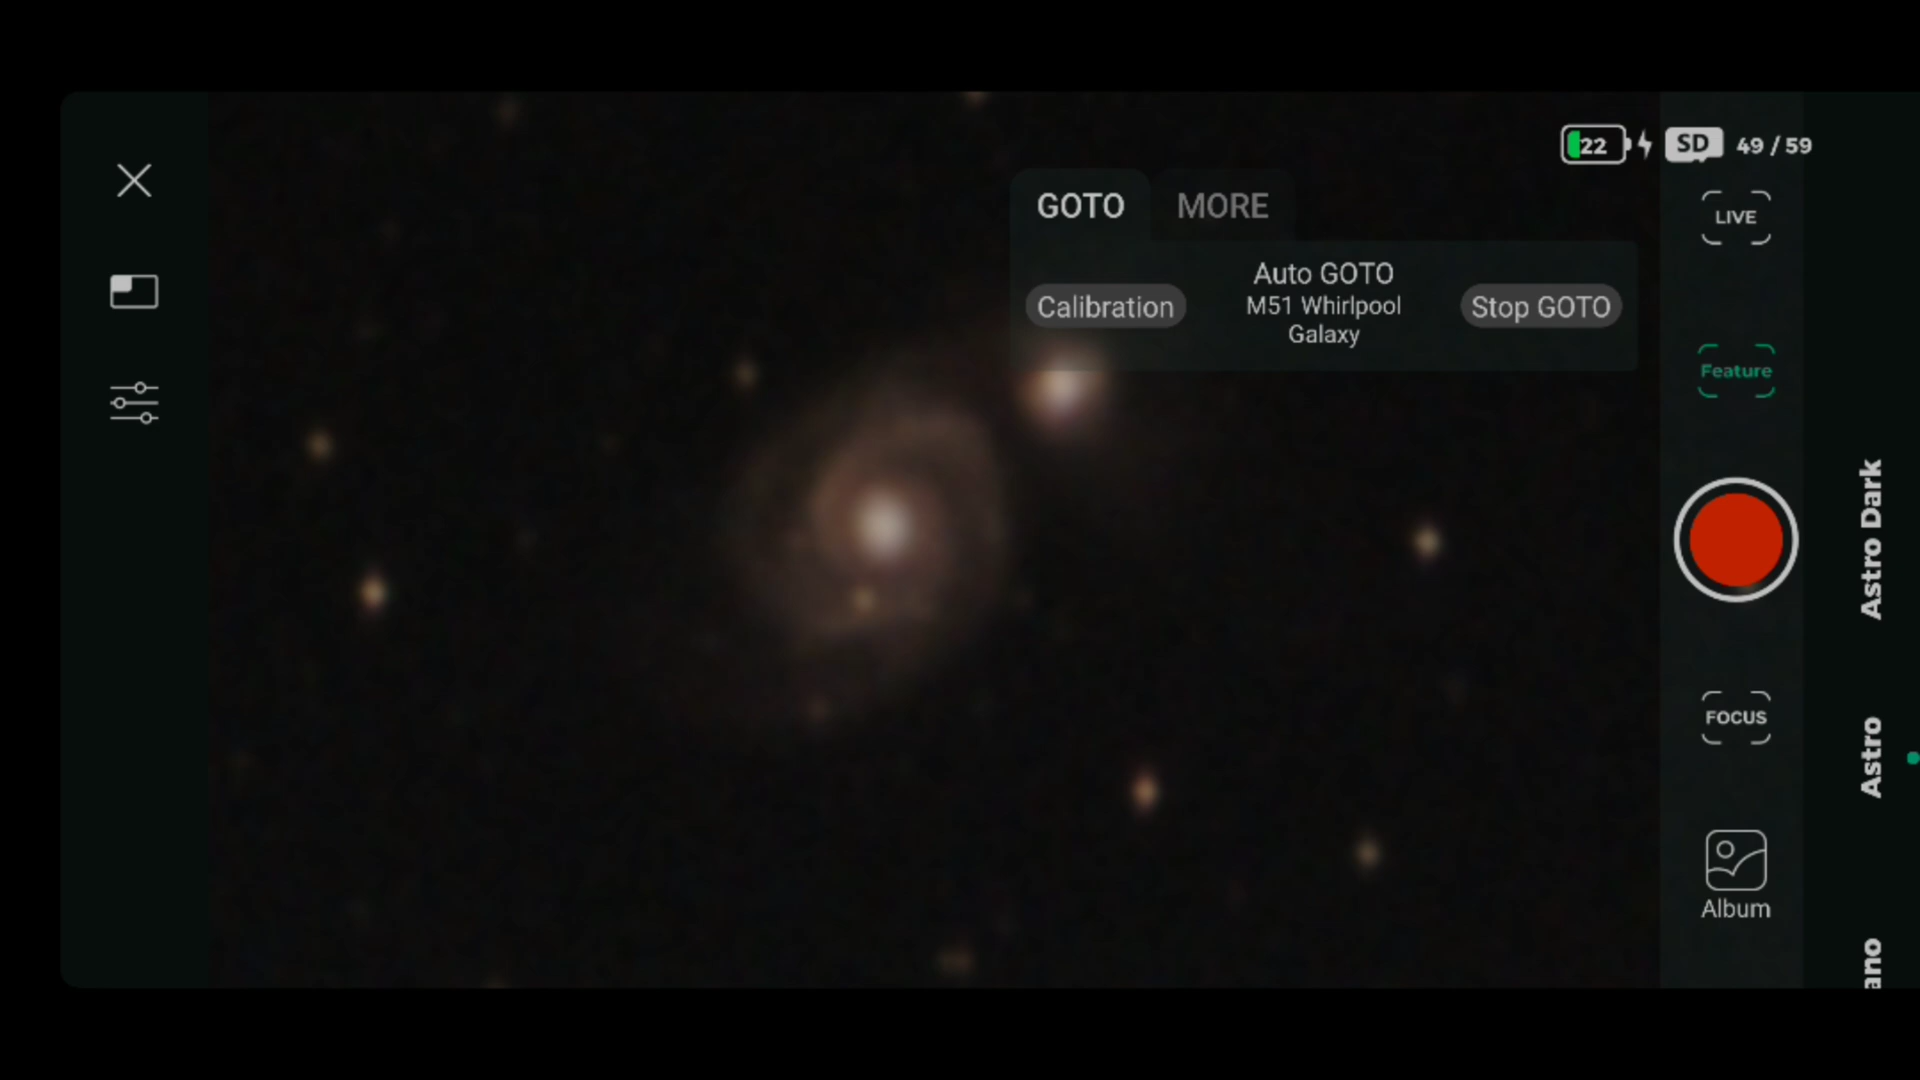 22
SD
49 / 59
GOTO
MORE
LIVE
Auto GOTO
Calibration
M51 Whirlpool
Stop GOTO
Galaxy
Feature
Astro Dark
FOCUS
Astro
Album
ano